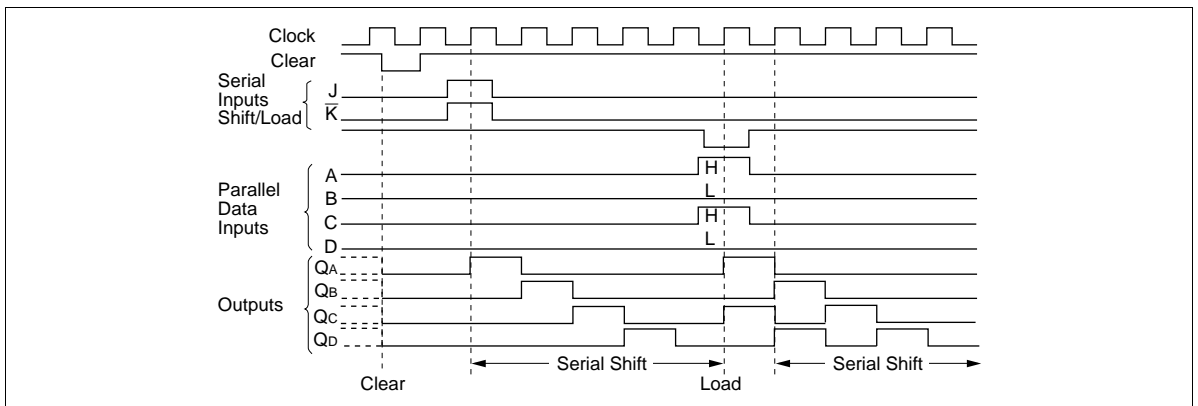 Clock
Clear
Serial
Inputs
Shift/Load
J
K̅
Parallel
Data
Inputs
A
H
B
L
C
H
D
L
Outputs
QA
QB
QC
QD
Serial Shift
Serial Shift
Clear
Load